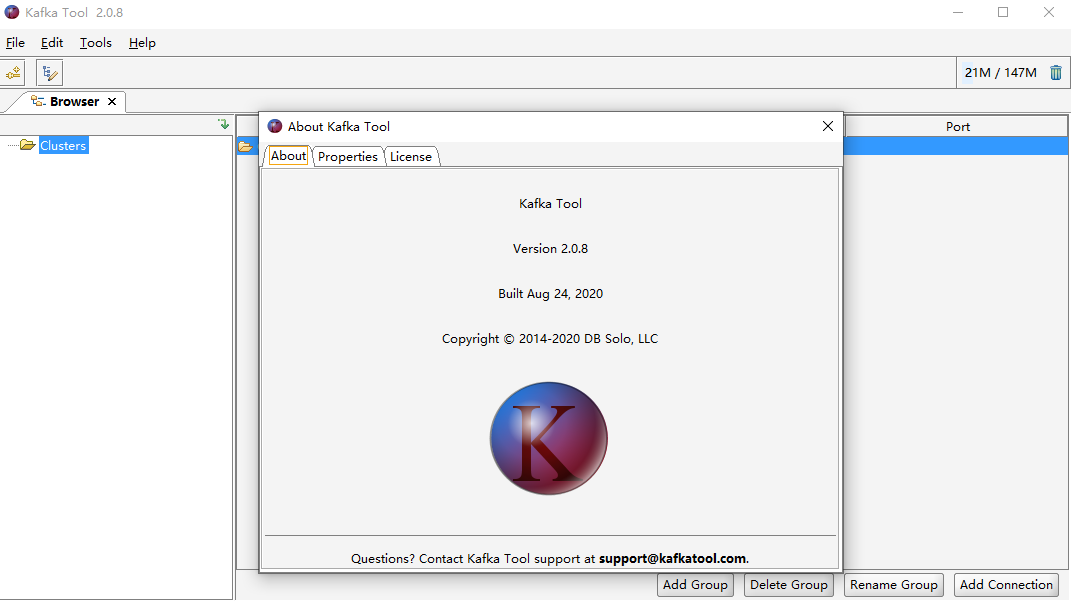 Kafka Tool 2.0.8
File Edit Tools Help
21M / 147M
Browser
Clusters
Port
About Kafka Tool
About Properties License
Kafka Tool
Version 2.0.8
Built Aug 24, 2020
Copyright © 2014-2020 DB Solo, LLC
K
Questions? Contact Kafka Tool support at support@kafkatool.com.
Add Group Delete Group Rename Group Add Connection